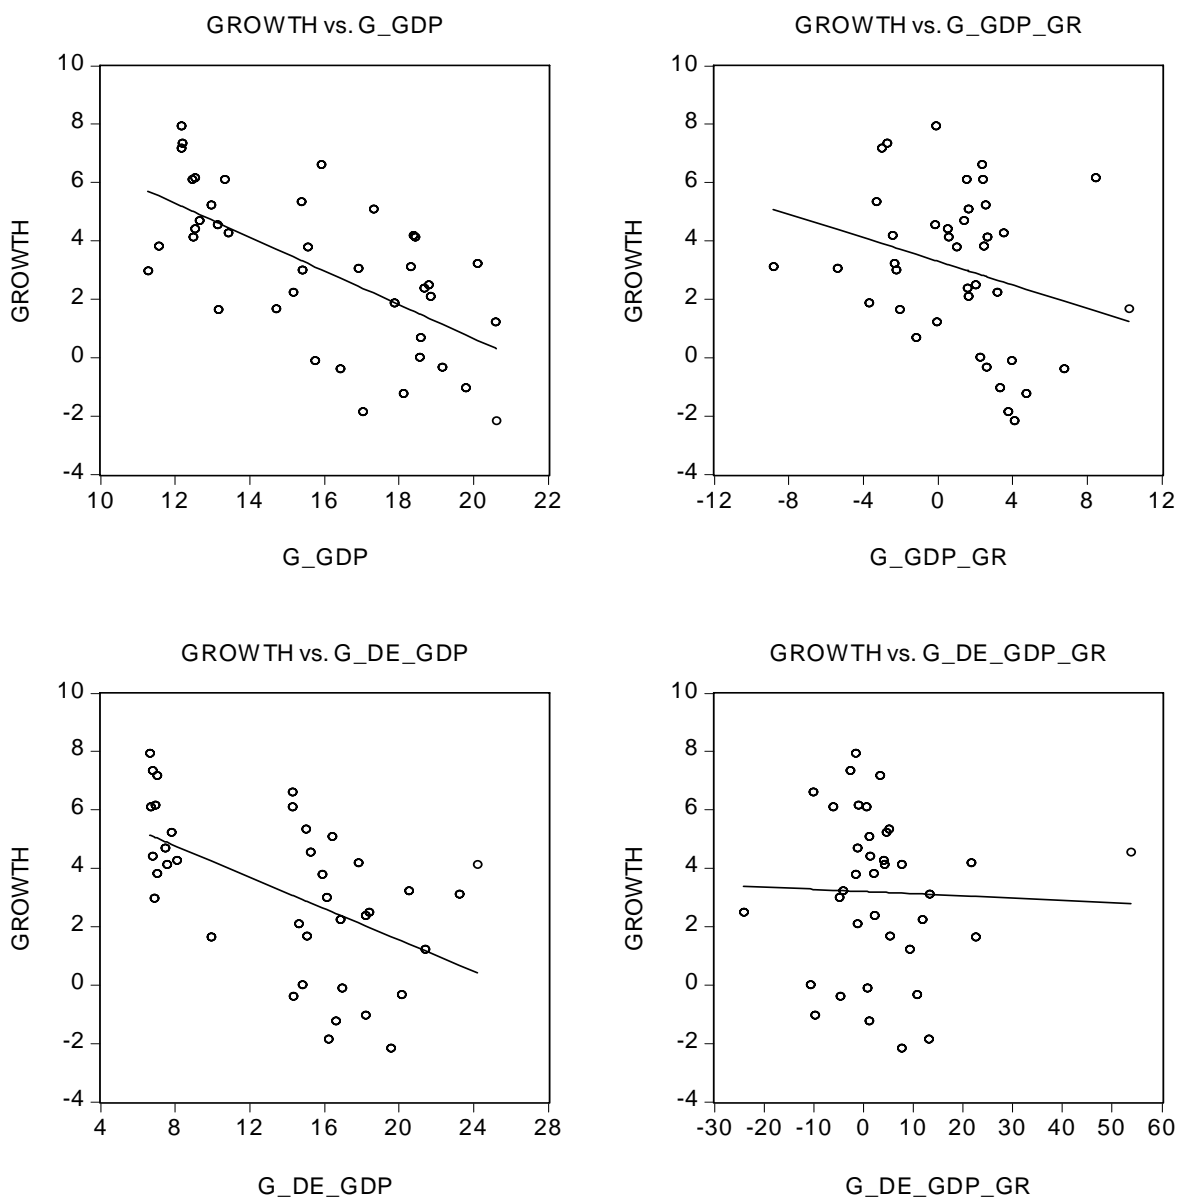 GROWTH vs. G_GDP
10
8
6
4
2
0
-2
-4
GROWTH
10 12 14 16 18 20 22
G_GDP
GROWTH vs. G_GDP_GR
10
8
6
4
2
0
-2
-4
GROWTH
-12 -8 -4 0 4 8 12
G_GDP_GR
GROWTH vs. G_DE_GDP
10
8
6
4
2
0
-2
-4
GROWTH
4 8 12 16 20 24 28
G_DE_GDP
GROWTH vs. G_DE_GDP_GR
10
8
6
4
2
0
-2
-4
GROWTH
-30 -20 -10 0 10 20 30 40 50 60
G_DE_GDP_GR